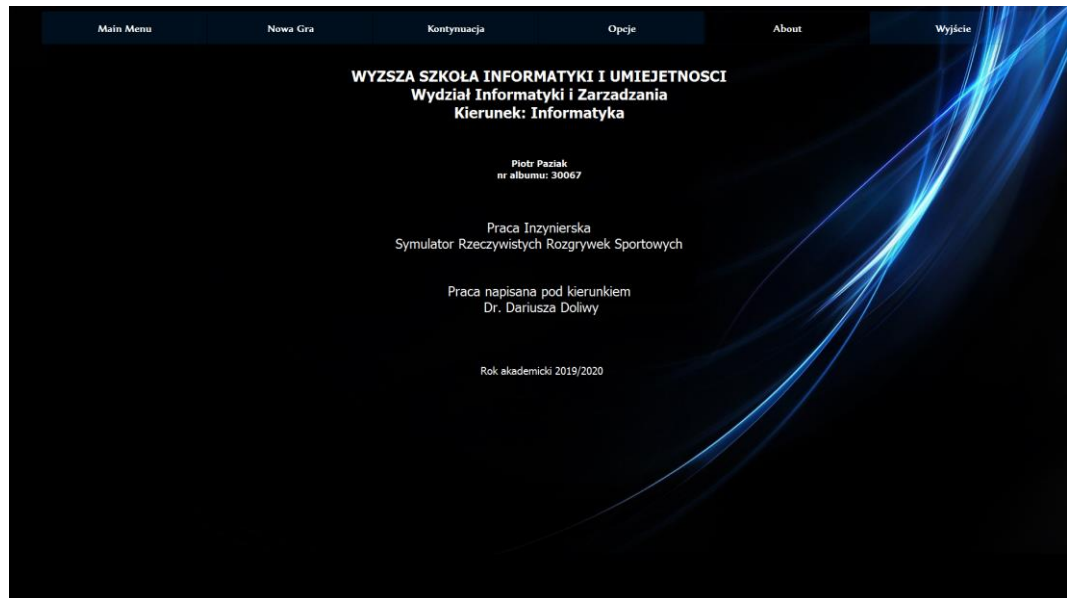 Main Menu Nowa Gra Kontynuacja Opcje About Wyjście
WYZSZA SZKOŁA INFORMATYKI I UMIEJETNOSCI
Wydział Informatyki i Zarzadzania
Kierunek: Informatyka
Piotr Paziak
nr albumu: 30067
Praca Inzynierska
Symulator Rzeczywistych Rozgrywek Sportowych
Praca napisana pod kierunkiem
Dr. Dariusza Doliwy
Rok akademicki 2019/2020